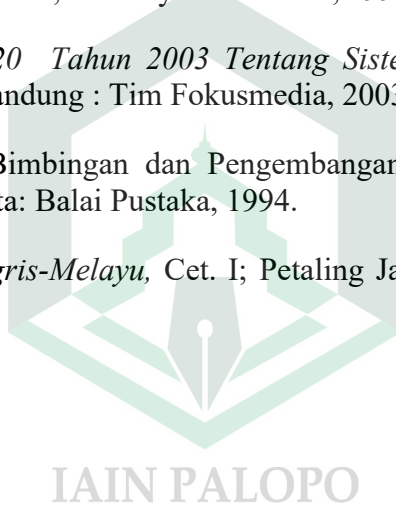 20 Tahun 2003 Tentang Siste
andung : Tim Fokusmedia, 2003
Bimbingan dan Pengembangan
ta: Balai Pustaka, 1994.
gris-Melayu, Cet. I; Petaling Ja
IAIN PALOPO